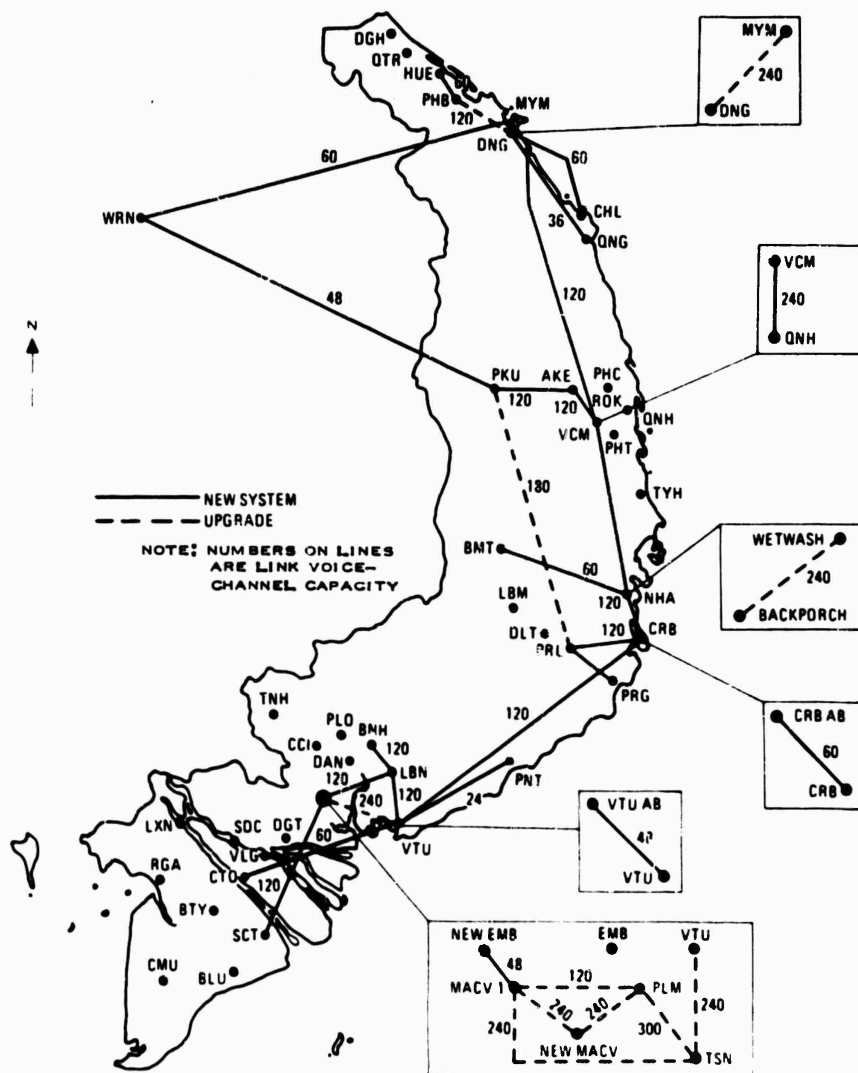 DGH
QTR
HUE
60
PHB
120
MYM
DNG
MYM
240
DNG
60
60
WRN
CHL
36
QNG
VCM
240
QNH
48
120
N
PKU
AKE
PHC
120
120
ROK
QNH
VCM
PHT
180
TYH
NEW SYSTEM
UPGRADE
NOTE: NUMBERS ON LINES
ARE LINK VOICE-
CHANNEL CAPACITY
BMT
60
WETWASH
240
BACKPORCH
LBM
120
NHA
DLT
120
CRB
PRL
PRG
TNH
120
CRB AB
60
CRB
PLO
BNH
CCI
120
DAN
LBN
PNT
120
240
120
24
LXN
SDC
DGT
60
VTU
VLG
VTU AB
48
VTU
RGA
CTO
120
BTY
SCT
CMU
BLU
NEW EMB
EMB
VTU
48
120
MACV 1
PLM
240
240
240
300
240
NEW MACV
TSN